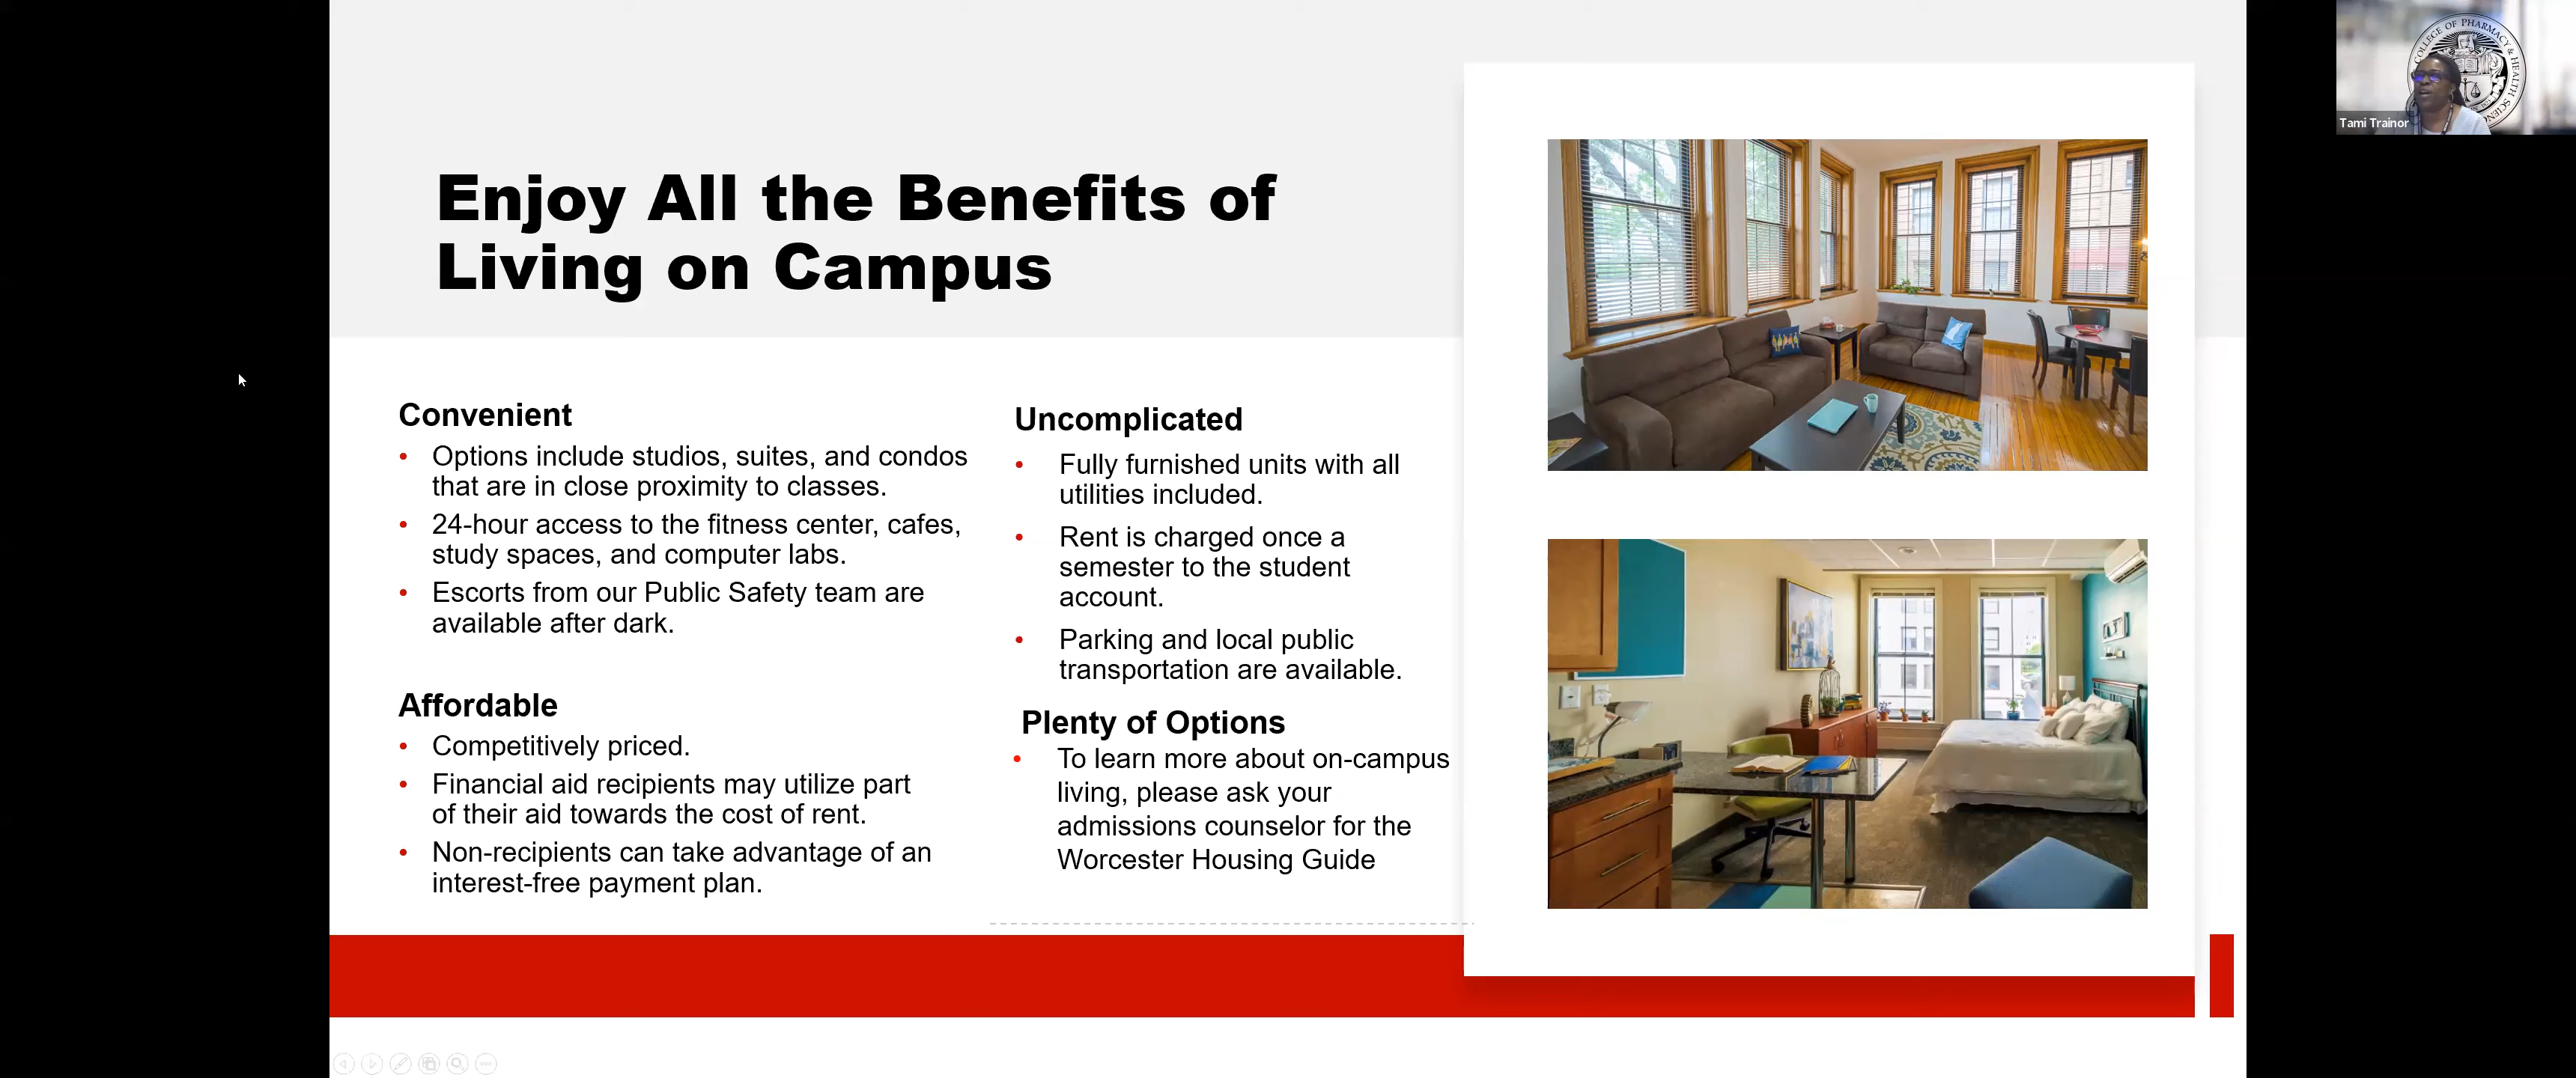 Enjoy All the Benefits of
Living on Campus
Convenient
• Options include studios, suites, and condos
that are in close proximity to classes.
• 24-hour access to the fitness center, cafes,
study spaces, and computer labs.
• Escorts from our Public Safety team are
available after dark.
Affordable
• Competitively priced.
• Financial aid recipients may utilize part
of their aid towards the cost of rent.
• Non-recipients can take advantage of an
interest-free payment plan.
Uncomplicated
• Fully furnished units with all
utilities included.
• Rent is charged once a
semester to the student
account.
• Parking and local public
transportation are available.
Plenty of Options
• To learn more about on-campus
living, please ask your
admissions counselor for the
Worcester Housing Guide
COLLEGE OF PHARMACY & HEALTH SCIEN
Tami Trainor